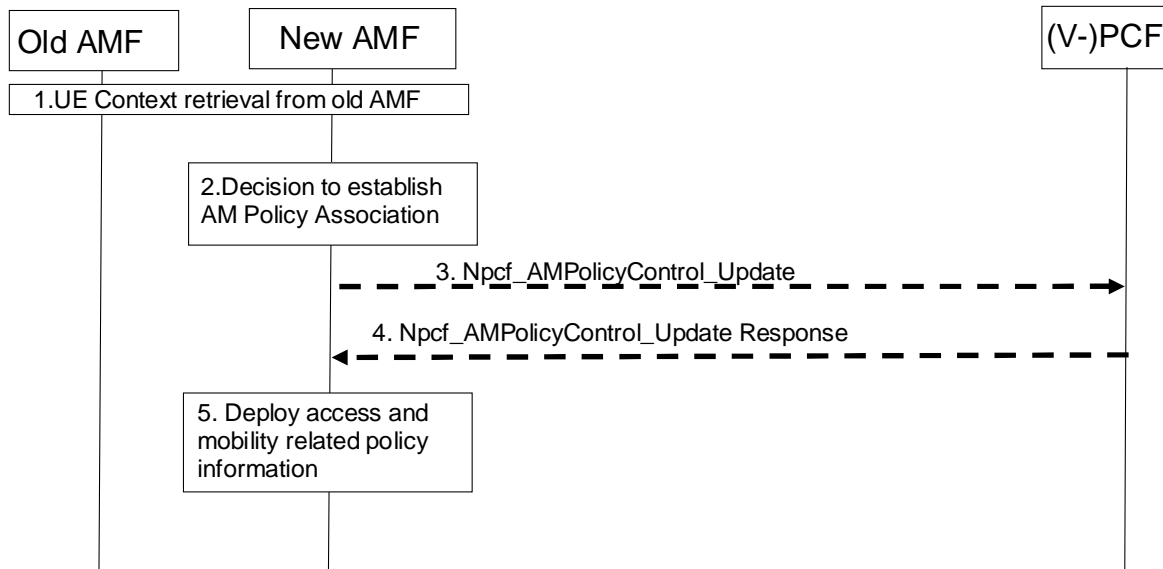 Old AMF
New AMF
(V-)PCF
1.UE Context retrieval from old AMF
2.Decision to establish
AM Policy Association
3. Npcf_AMPolicyControl_Update
4. Npcf_AMPolicyControl_Update Response
5. Deploy access and
mobility related policy
information